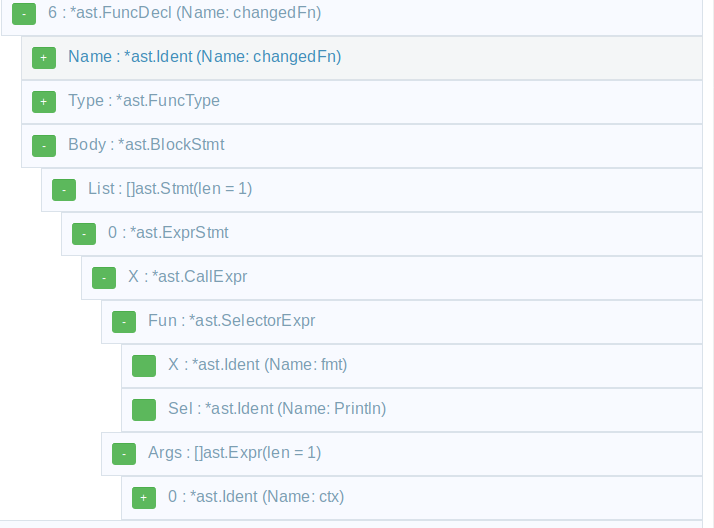 - 6 : *ast.FuncDecl (Name: changedFn)
+ Name : *ast.Ident (Name: changedFn)
+ Type : *ast.FuncType
- Body : *ast.BlockStmt
- List : []ast.Stmt(len = 1)
- 0 : *ast.ExprStmt
- X : *ast.CallExpr
- Fun : *ast.SelectorExpr
X : *ast.Ident (Name: fmt)
Sel : *ast.Ident (Name: Println)
- Args : []ast.Expr(len = 1)
+ 0 : *ast.Ident (Name: ctx)